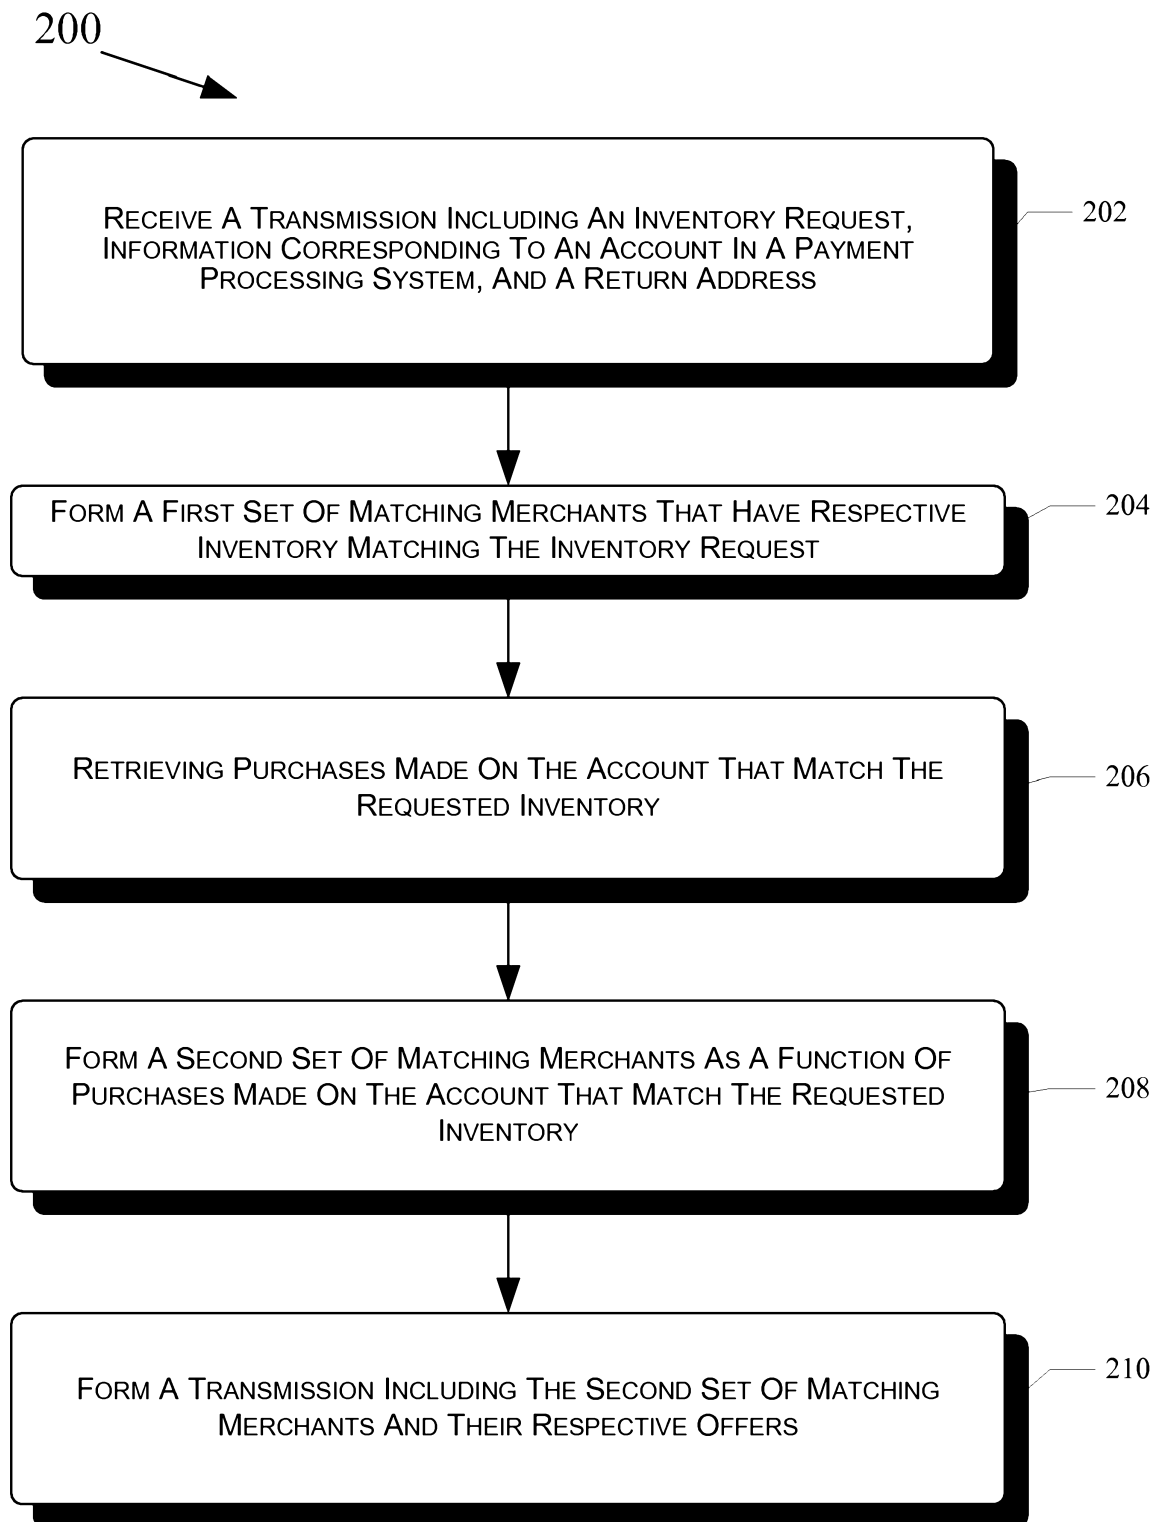 200
RECEIVE A TRANSMISSION INCLUDING AN INVENTORY REQUEST,
INFORMATION CORRESPONDING TO AN ACCOUNT IN A PAYMENT
PROCESSING SYSTEM, AND A RETURN ADDRESS
202
FORM A FIRST SET OF MATCHING MERCHANTS THAT HAVE RESPECTIVE
INVENTORY MATCHING THE INVENTORY REQUEST
204
RETRIEVING PURCHASES MADE ON THE ACCOUNT THAT MATCH THE
REQUESTED INVENTORY
206
FORM A SECOND SET OF MATCHING MERCHANTS AS A FUNCTION OF
PURCHASES MADE ON THE ACCOUNT THAT MATCH THE REQUESTED
INVENTORY
208
FORM A TRANSMISSION INCLUDING THE SECOND SET OF MATCHING
MERCHANTS AND THEIR RESPECTIVE OFFERS
210